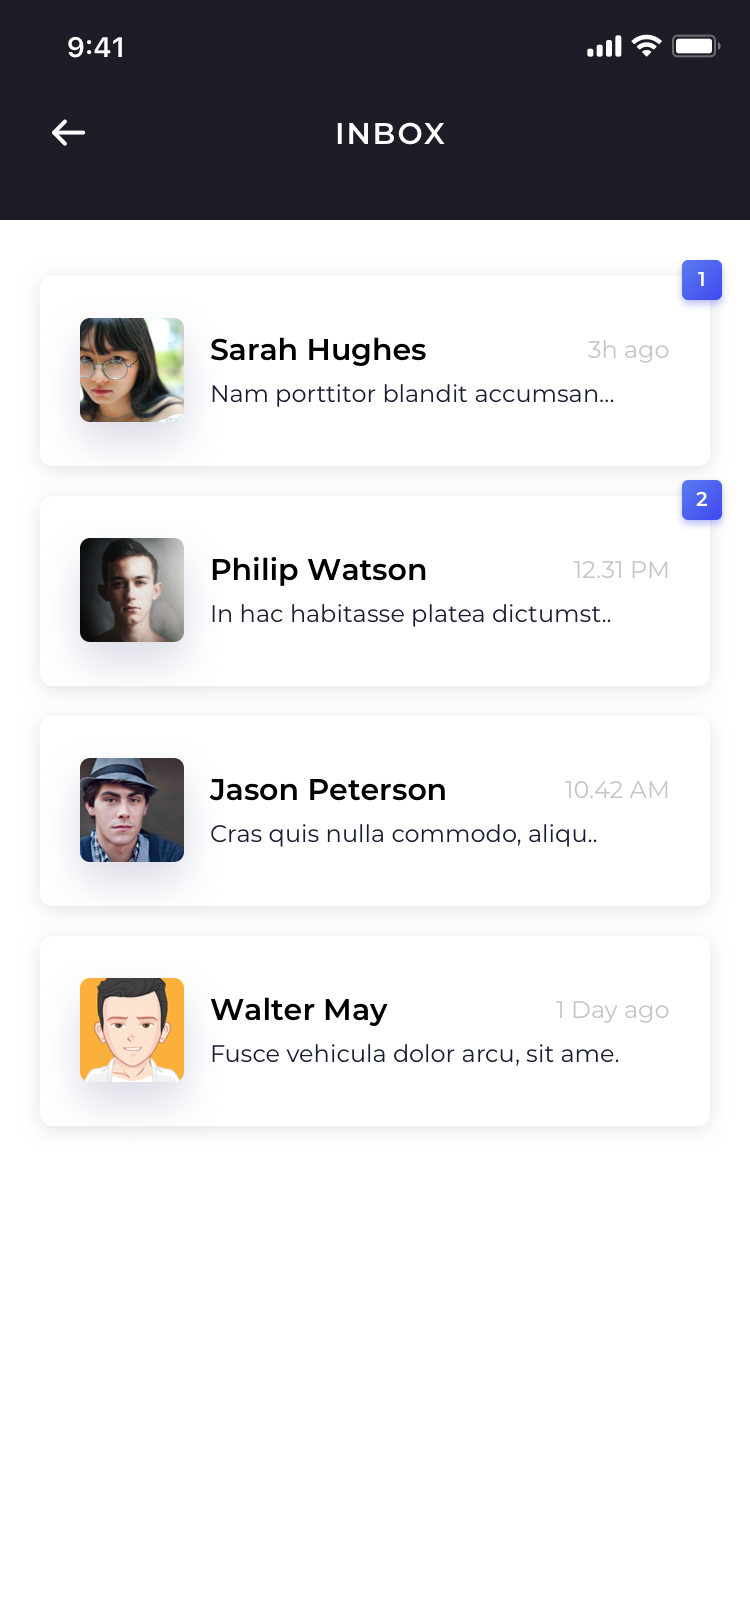 9:41
INBOX
1
Sarah Hughes
3h ago
Nam porttitor blandit accumsan...
2
Philip Watson
12.31 PM
In hac habitasse platea dictumst..
Jason Peterson
10.42 AM
Cras quis nulla commodo, aliqu..
Walter May
1 Day ago
Fusce vehicula dolor arcu, sit ame.